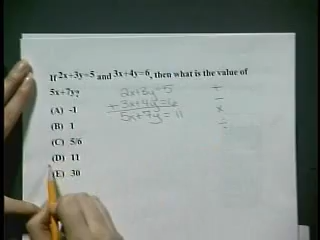 If 2x+3y=5 and 3x+4y=6, then what is the value of
5x+7y?
2x+3y=5
+ 3x+4y=6
5x+7y=11
+
-
x
÷
(A) -1
(B) 1
(C) 5/6
(D) 11
(E) 30